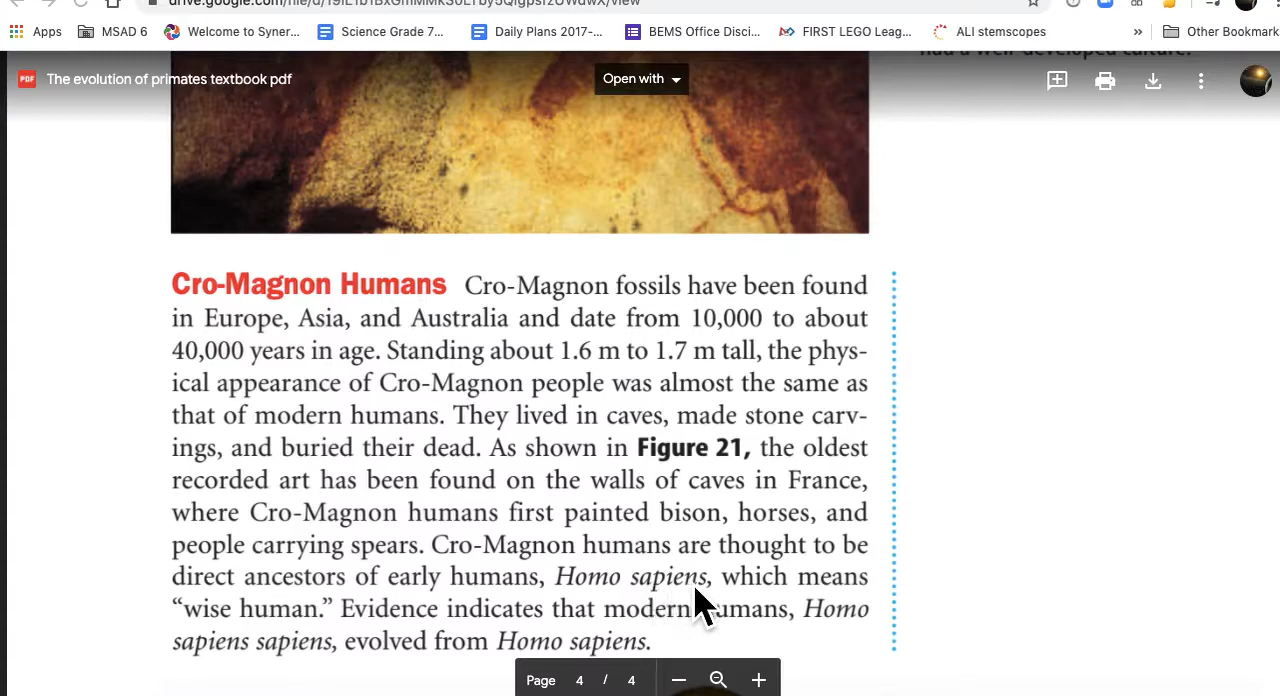 Apps MSAD 6 Welcome to Syner... Science Grade 7... Daily Plans 2017-... BEMS Office Disci... FIRST LEGO Leag... ALI stemscopes » Other Bookmark
had a well-developed culture.
PDF The evolution of primates textbook pdf Open with
Cro-Magnon Humans Cro-Magnon fossils have been found
in Europe, Asia, and Australia and date from 10,000 to about
40,000 years in age. Standing about 1.6 m to 1.7 m tall, the phys-
ical appearance of Cro-Magnon people was almost the same as
that of modern humans. They lived in caves, made stone carv-
ings, and buried their dead. As shown in Figure 21, the oldest
recorded art has been found on the walls of caves in France,
where Cro-Magnon humans first painted bison, horses, and
people carrying spears. Cro-Magnon humans are thought to be
direct ancestors of early humans, Homo sapiens, which means
“wise human.” Evidence indicates that modern humans, Homo
sapiens sapiens, evolved from Homo sapiens.
Page 4 / 4